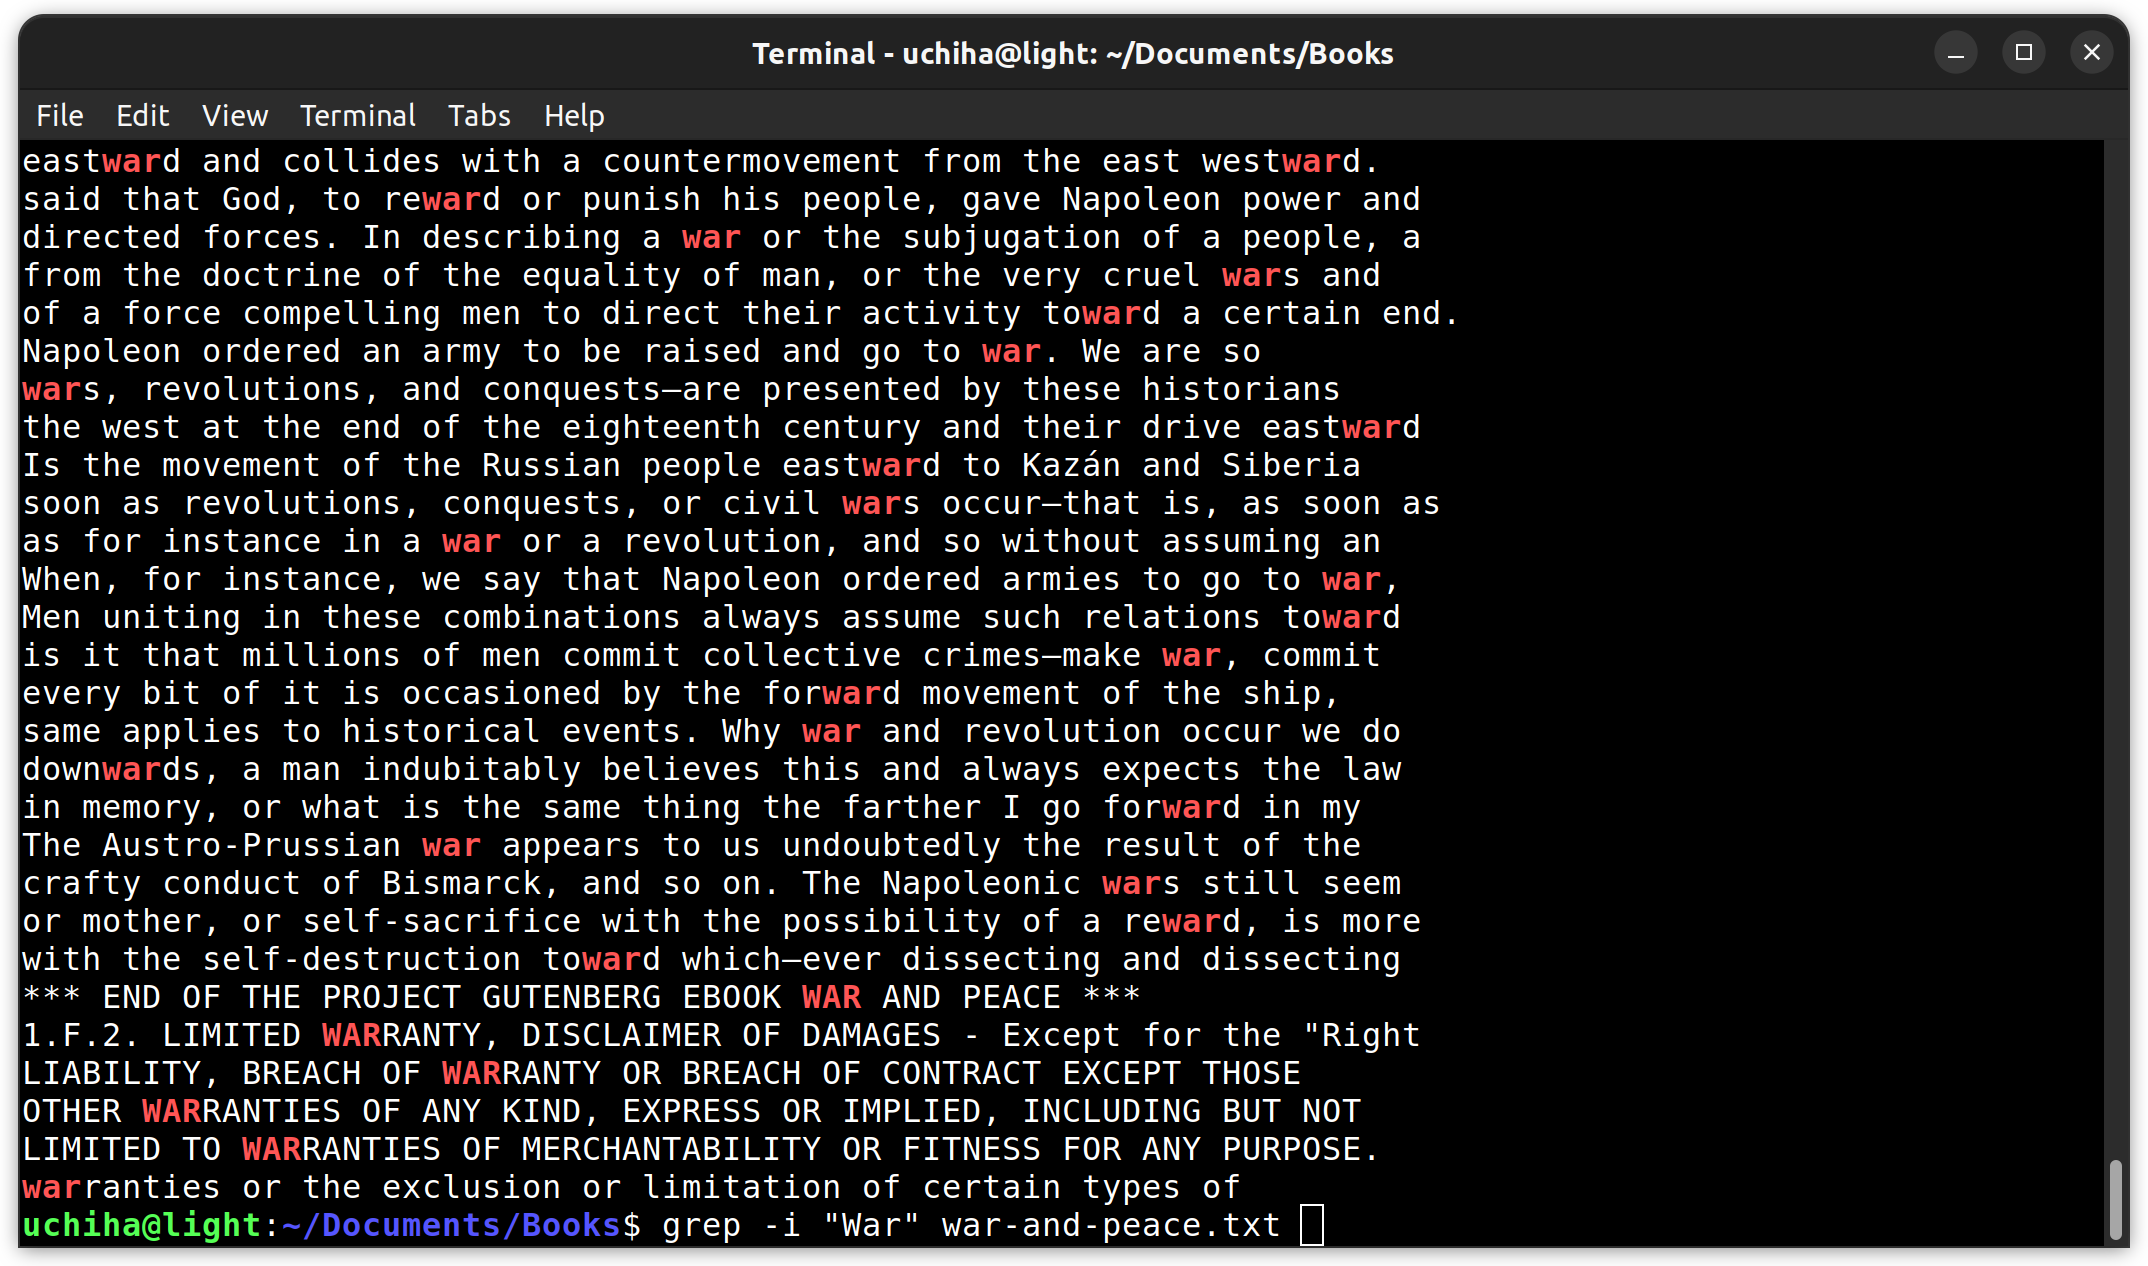 Terminal - uchiha@light: ~/Documents/Books
File Edit View Terminal Tabs Help
eastward and collides with a countermovement from the east westward.
said that God, to reward or punish his people, gave Napoleon power and
directed forces. In describing a war or the subjugation of a people, a
from the doctrine of the equality of man, or the very cruel wars and
of a force compelling men to direct their activity toward a certain end.
Napoleon ordered an army to be raised and go to war. We are so
wars, revolutions, and conquests—are presented by these historians
the west at the end of the eighteenth century and their drive eastward
Is the movement of the Russian people eastward to Kazán and Siberia
soon as revolutions, conquests, or civil wars occur—that is, as soon as
as for instance in a war or a revolution, and so without assuming an
When, for instance, we say that Napoleon ordered armies to go to war,
Men uniting in these combinations always assume such relations toward
is it that millions of men commit collective crimes—make war, commit
every bit of it is occasioned by the forward movement of the ship,
same applies to historical events. Why war and revolution occur we do
downwards, a man indubitably believes this and always expects the law
in memory, or what is the same thing the farther I go forward in my
The Austro-Prussian war appears to us undoubtedly the result of the
crafty conduct of Bismarck, and so on. The Napoleonic wars still seem
or mother, or self-sacrifice with the possibility of a reward, is more
with the self-destruction toward which—ever dissecting and dissecting
*** END OF THE PROJECT GUTENBERG EBOOK WAR AND PEACE ***
1.F.2. LIMITED WARRANTY, DISCLAIMER OF DAMAGES - Except for the "Right
LIABILITY, BREACH OF WARRANTY OR BREACH OF CONTRACT EXCEPT THOSE
OTHER WARRANTIES OF ANY KIND, EXPRESS OR IMPLIED, INCLUDING BUT NOT
LIMITED TO WARRANTIES OF MERCHANTABILITY OR FITNESS FOR ANY PURPOSE.
warranties or the exclusion or limitation of certain types of
uchiha@light:~/Documents/Books$ grep -i "War" war-and-peace.txt